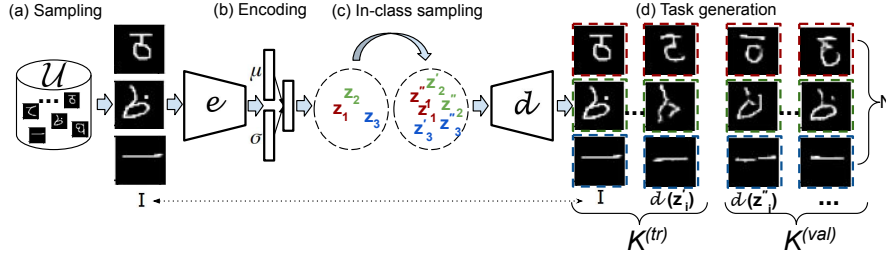 (a) Sampling (b) Encoding (c) In-class sampling (d) Task generation
U
e
μ
σ
z₁ z₂ z₃
z'₂ z''₂ z''₁ z'₁ z'₃ z''₃
d
... ...
N
I I d(z'ᵢ) d(z''ᵢ) ...
K^(tr) K^(val)